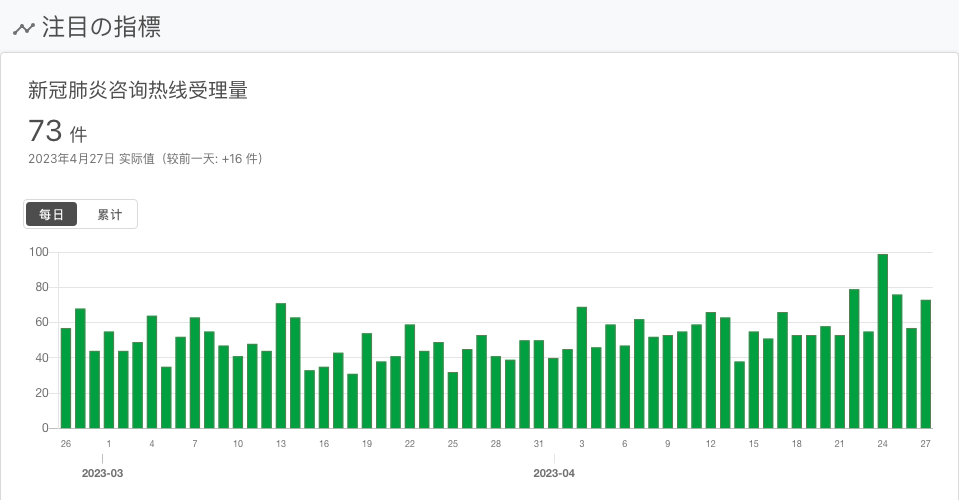 注目の指標
新冠肺炎咨询热线受理量
73 件
2023年4月27日 实际值（较前一天: +16 件）
每日 累计
100
80
60
40
20
0
26 1 4 7 10 13 16 19 22 25 28 31 3 6 9 12 15 18 21 24 27
2023-03 2023-04